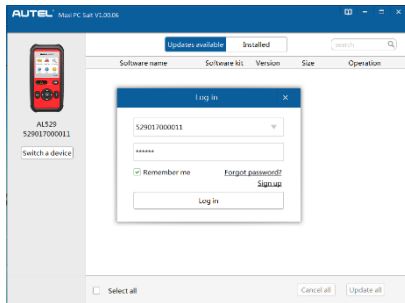 AUTEL Maxi PC Suit V1.00.06
Updates available Installed
search
Software name Software kit Version Size Operation
Log in ×
529017000011
******
Remember me Forgot password?
Sign up
Log in
AL529
529017000011
Switch a device
Select all
Cancel all Update all